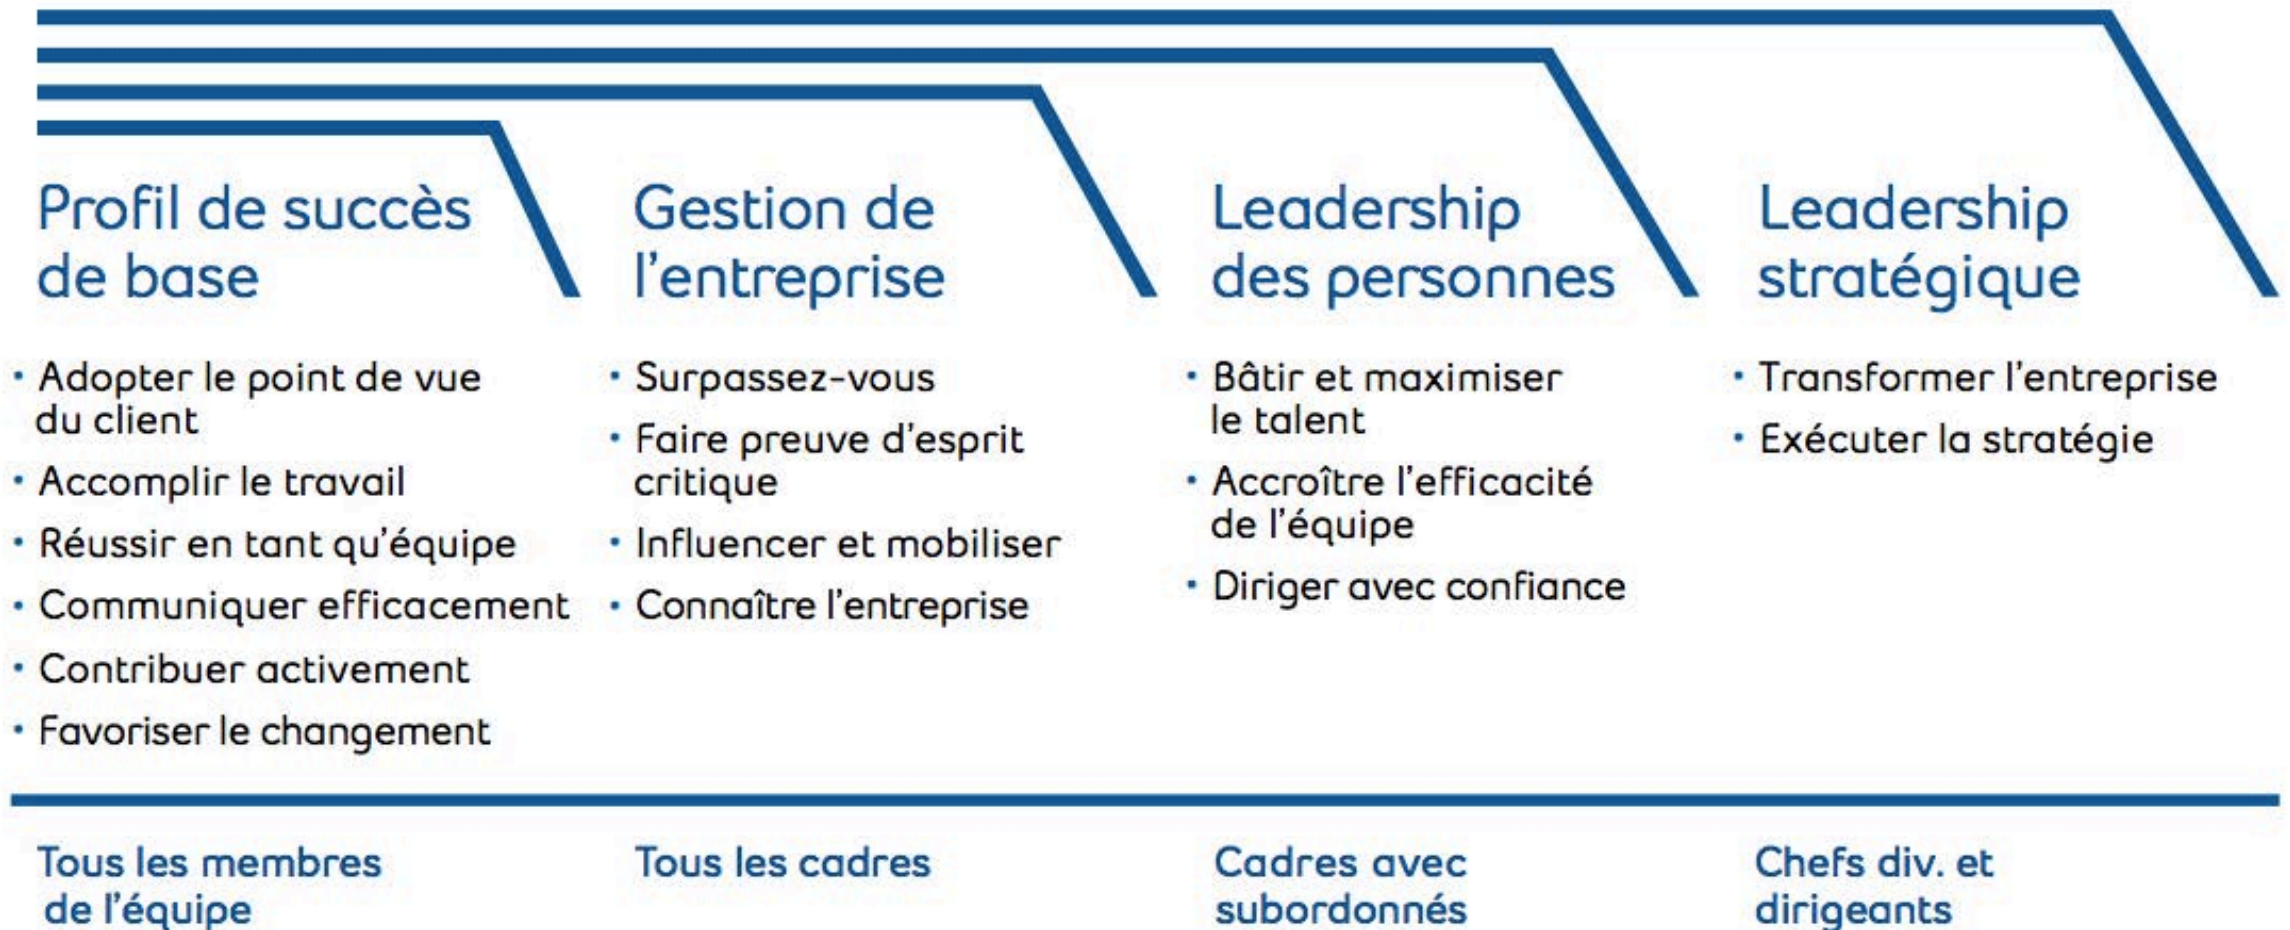 Profil de succès
de base
Adopter le point de vue
du client
Accomplir le travail
Réussir en tant qu'équipe
Communiquer efficacement
Contribuer activement
Favoriser le changement
Tous les membres
de l'équipe
Gestion de
l'entreprise
Surpassez-vous
Faire preuve d'esprit
critique
Influencer et mobiliser
Connaître l'entreprise
Tous les cadres
Leadership
des personnes
Bâtir et maximiser
le talent
Accroître l'efficacité
de l'équipe
Diriger avec confiance
Cadres avec
subordonnés
Leadership
stratégique
Transformer l'entreprise
Exécuter la stratégie
Chefs div. et
dirigeants